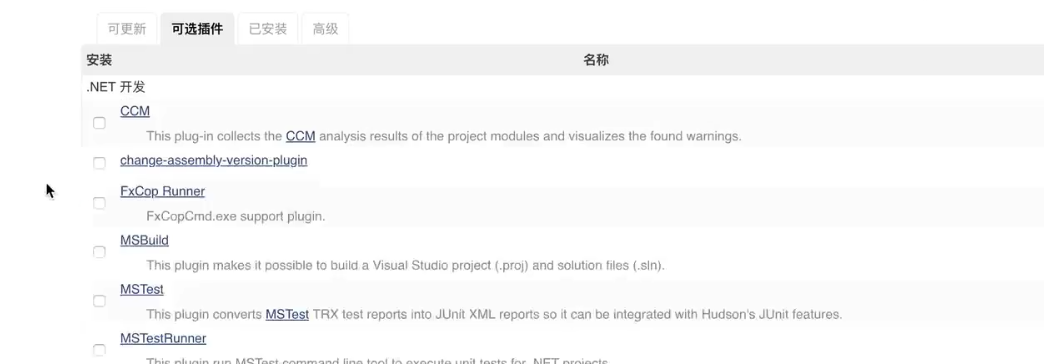 可更新 可选插件 已安装 高级
安装 名称
.NET 开发
CCM
This plug-in collects the CCM analysis results of the project modules and visualizes the found warnings.
change-assembly-version-plugin
FxCop Runner
FxCopCmd.exe support plugin.
MSBuild
This plugin makes it possible to build a Visual Studio project (.proj) and solution files (.sln).
MSTest
This plugin converts MSTest TRX test reports into JUnit XML reports so it can be integrated with Hudson's JUnit features.
MSTestRunner
This plugin run MSTest command line tool to execute unit tests for .NET projects.